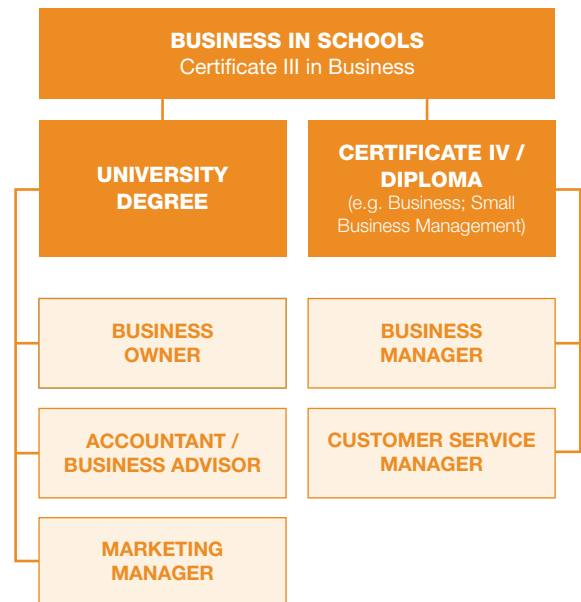 BUSINESS IN SCHOOLS
Certificate III in Business
UNIVERSITY
DEGREE
CERTIFICATE IV /
DIPLOMA
(e.g. Business; Small
Business Management)
BUSINESS
OWNER
BUSINESS
MANAGER
ACCOUNTANT /
BUSINESS ADVISOR
CUSTOMER SERVICE
MANAGER
MARKETING
MANAGER